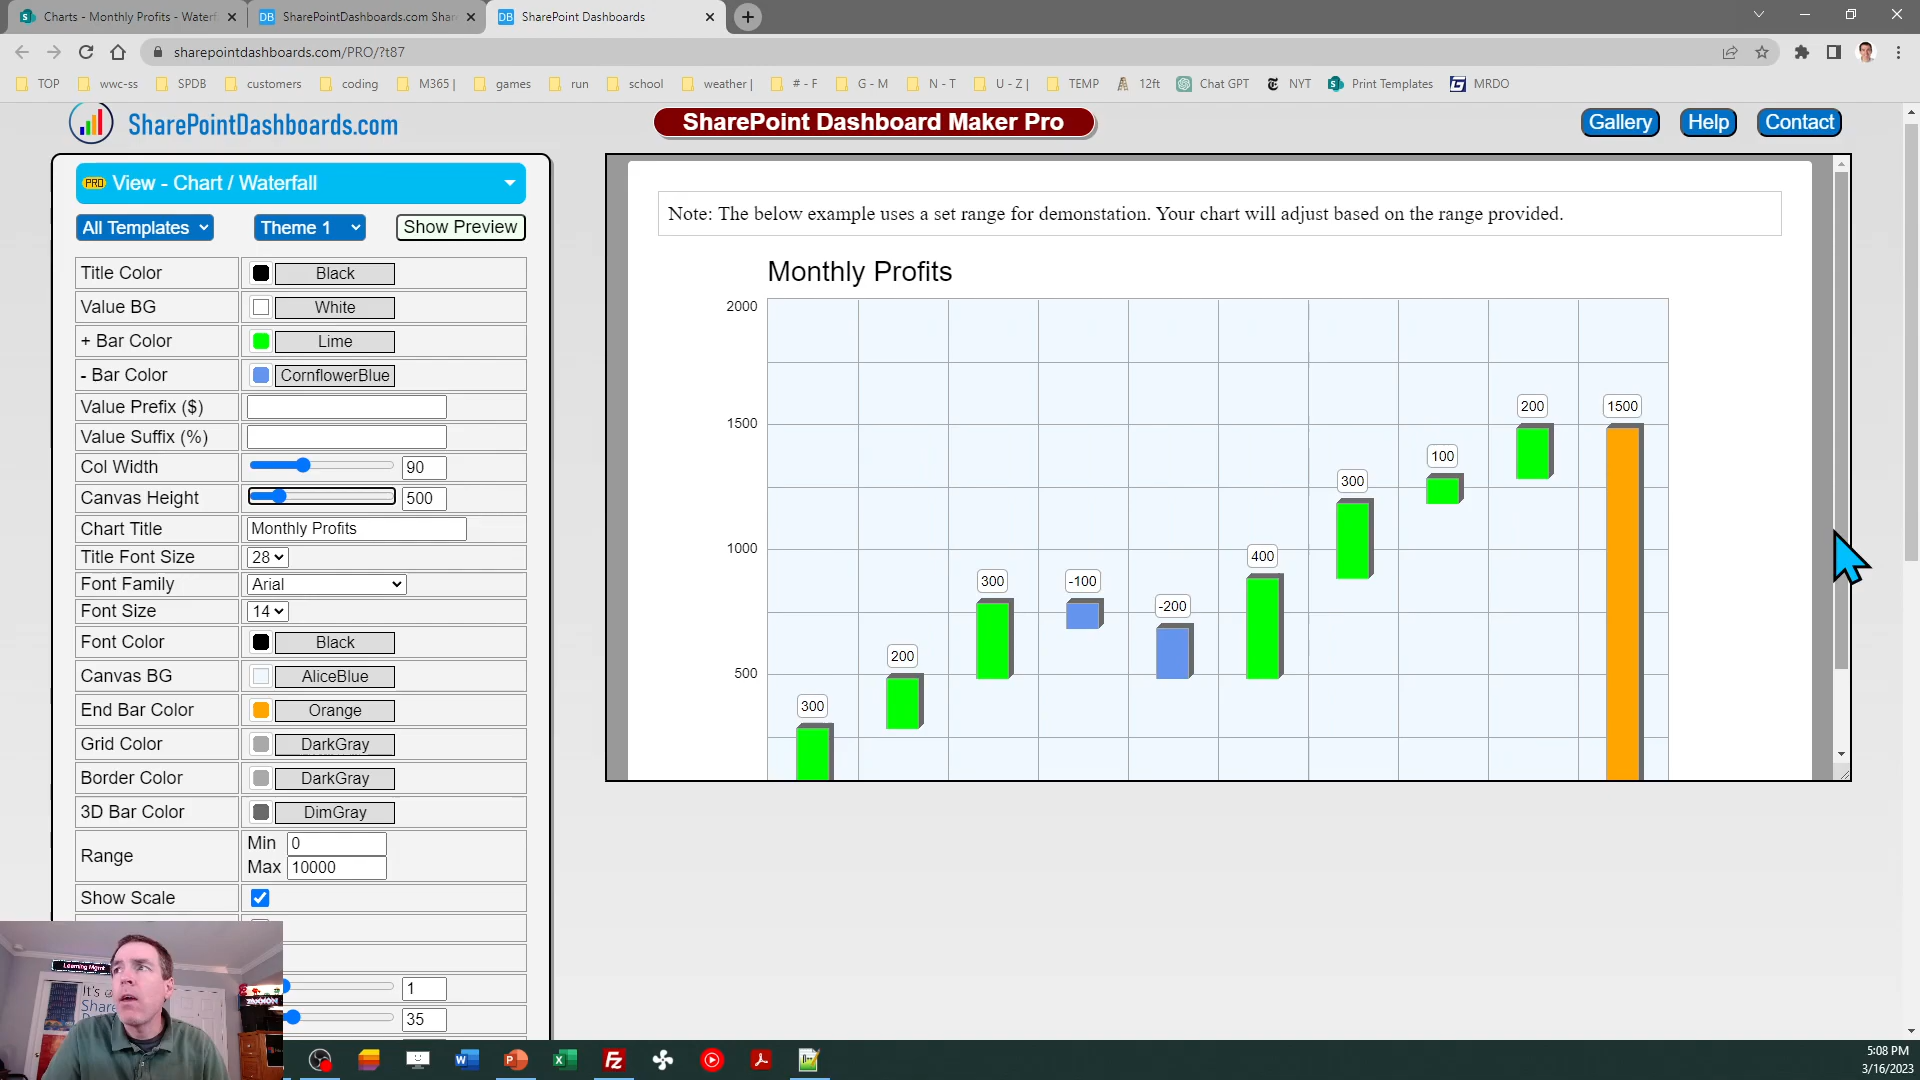 Charts - Monthly Profits - Waterf
SharePointDashboards.com Shar
SharePoint Dashboards
sharepointdashboards.com/PRO/?t87
TOP wwc-ss SPDB customers coding M365 | games run school weather | # - F G - M N - T U - Z | TEMP 12ft Chat GPT NYT Print Templates MRDO
SharePointDashboards.com
SharePoint Dashboard Maker Pro
Gallery Help Contact
PRO View - Chart / Waterfall
All Templates Theme 1 Show Preview
Title Color Black
Value BG White
+ Bar Color Lime
- Bar Color CornflowerBlue
Value Prefix ($)
Value Suffix (%)
Col Width 90
Canvas Height 500
Chart Title Monthly Profits
Title Font Size 28
Font Family Arial
Font Size 14
Font Color Black
Canvas BG AliceBlue
End Bar Color Orange
Grid Color DarkGray
Border Color DarkGray
3D Bar Color DimGray
Range Min 0
Max 10000
Show Scale
1
35
Note: The below example uses a set range for demonstation. Your chart will adjust based on the range provided.
Monthly Profits
2000
1500
1000
500
300
200
300
-100
-200
400
300
100
200
1500
Learning Mgmt
It's
Share
5:08 PM
3/16/2023